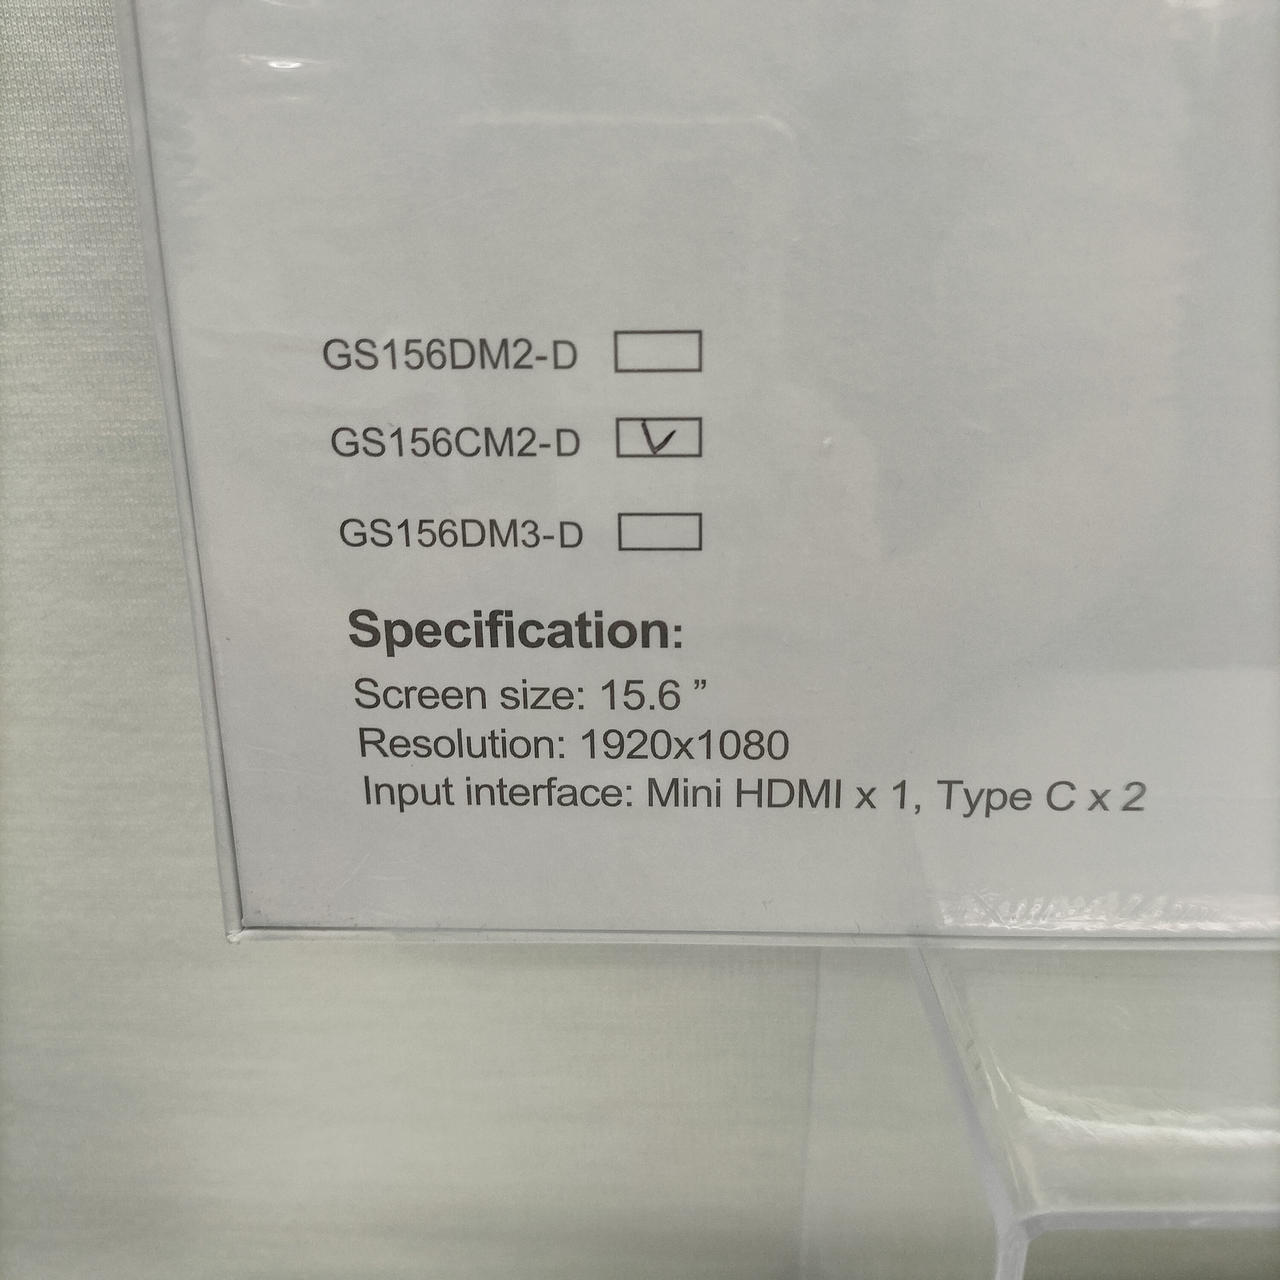 GS156DM2-D
GS156CM2-D
GS156DM3-D
Specification:
Screen size: 15.6 ”
Resolution: 1920x1080
Input interface: Mini HDMI x 1, Type C x 2